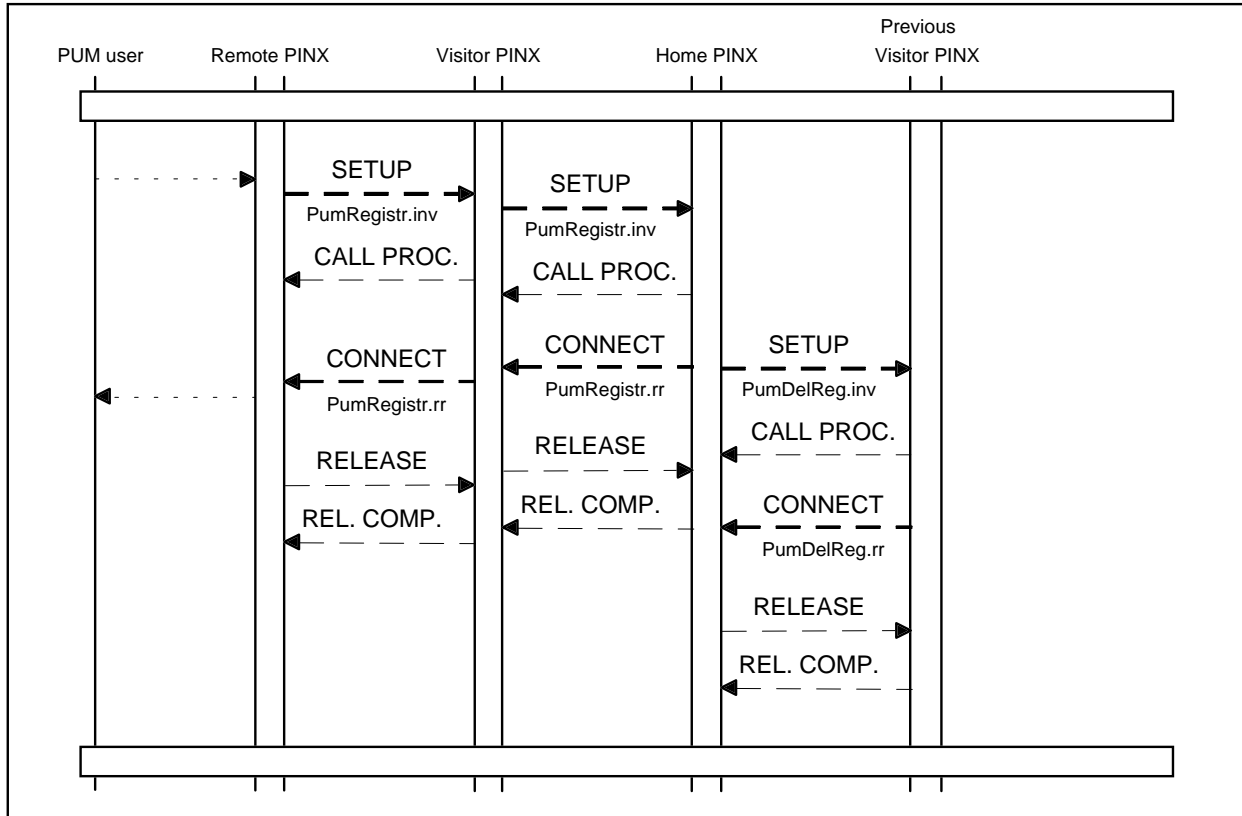 Previous
PUM user Remote PINX Visitor PINX Home PINX Visitor PINX
SETUP
SETUP
PumRegistr.inv
PumRegistr.inv
CALL PROC.
CALL PROC.
CONNECT SETUP
CONNECT
PumDelReg.inv
PumRegistr.rr
PumRegistr.rr
CALL PROC.
RELEASE
RELEASE
REL. COMP.
CONNECT
REL. COMP.
PumDelReg.rr
RELEASE
REL. COMP.